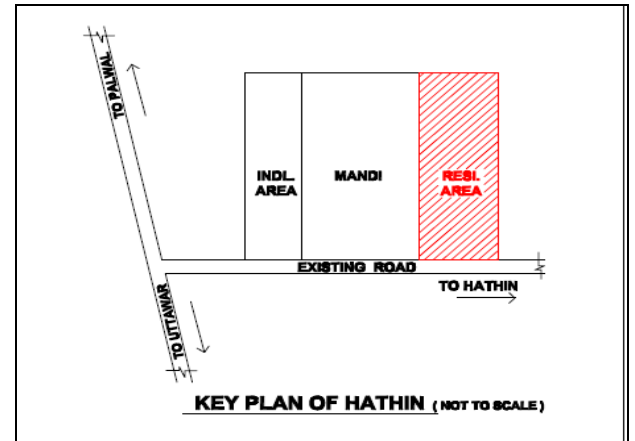 TO PALWAL
INDL.
AREA
MANDI
RESI.
AREA
EXISTING ROAD
TO HATHIN
TO UTTAWAR
KEY PLAN OF HATHIN ( NOT TO SCALE )